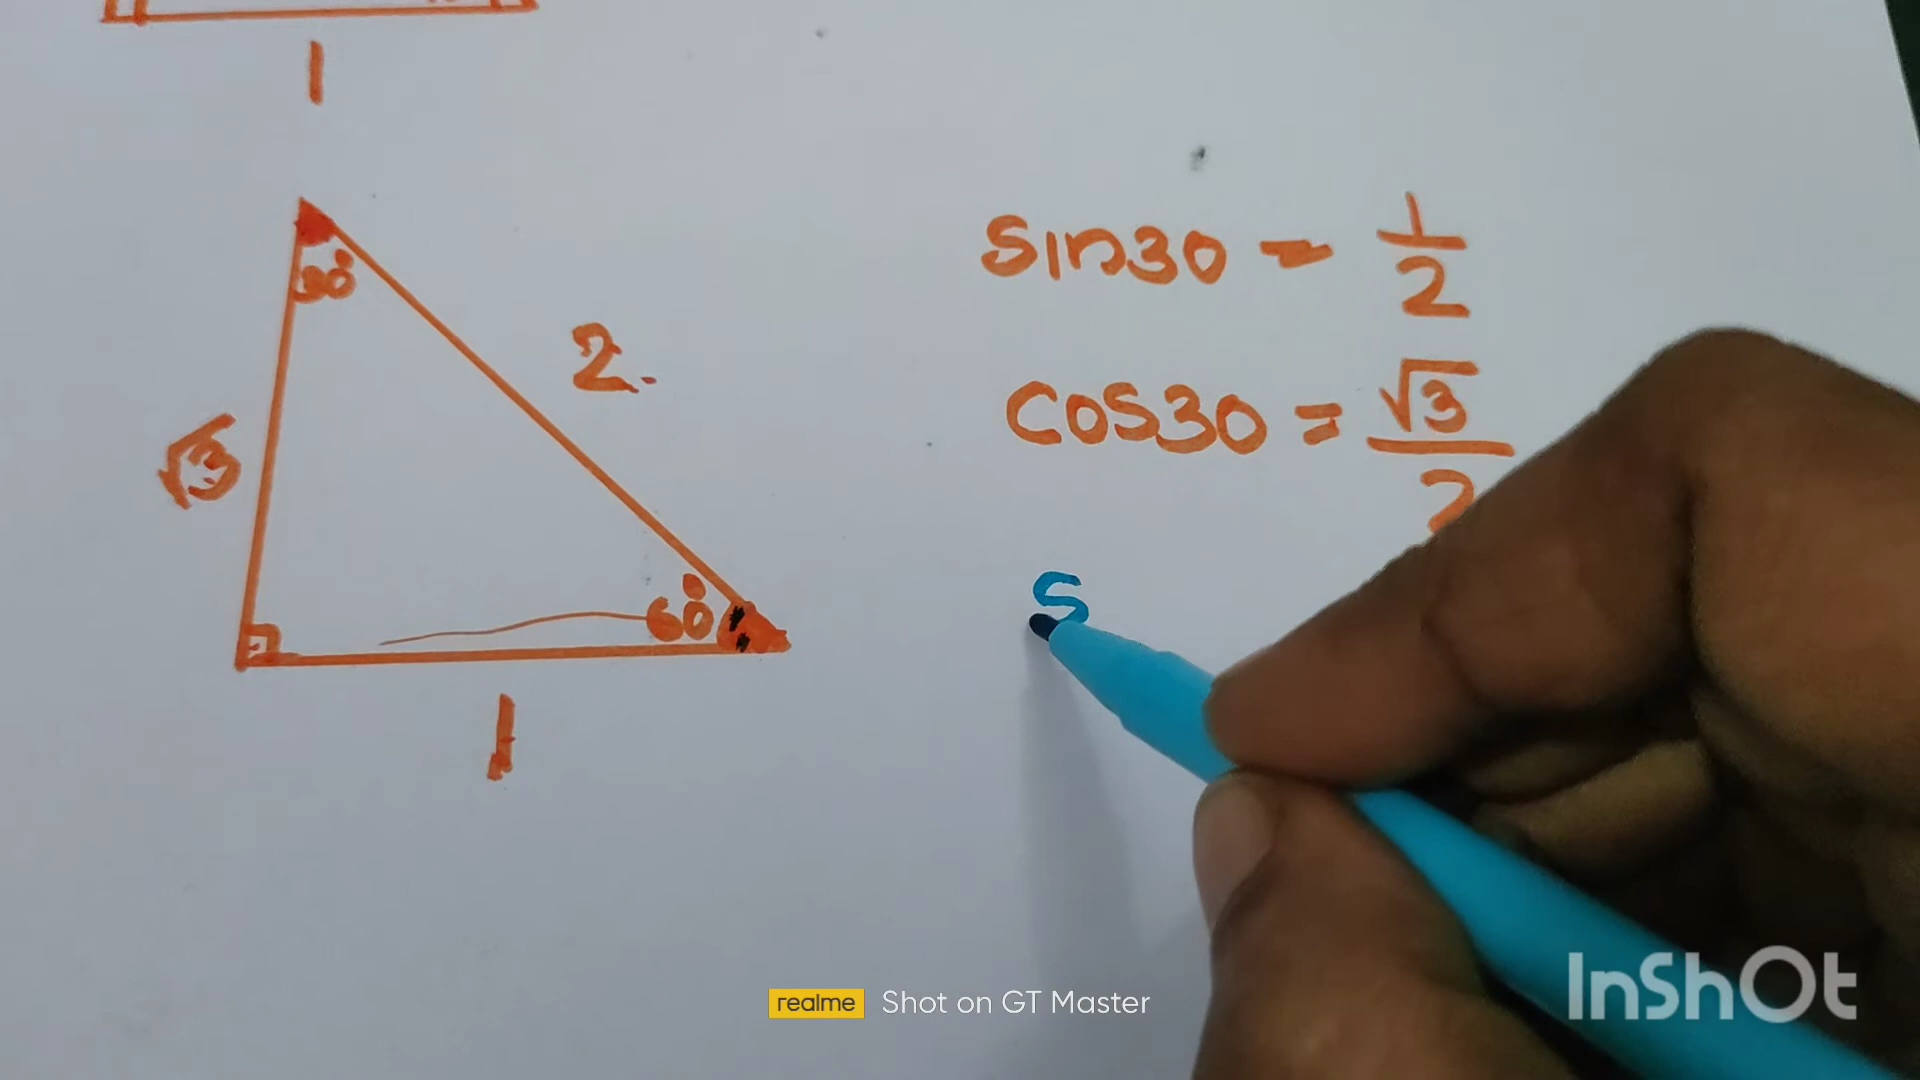 1
30°
sin30 = 1/2
2.
cos30 = √3/2
√3
60°
S
1
realme Shot on GT Master
InShOt